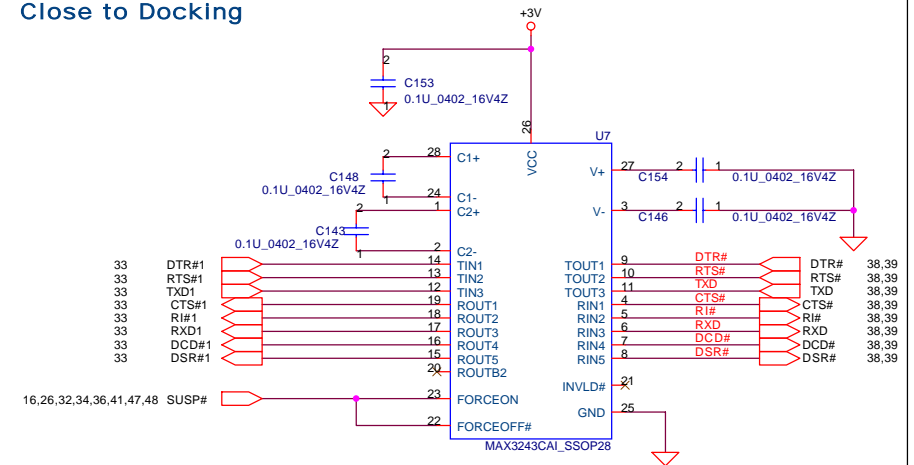 Close to Docking
+3V
2
C153
0.1U_0402_16V4Z
1
26
U7
VCC
2 28 C1+
C148
0.1U_0402_16V4Z
1 24 C1-
2 1 C2+
C143
0.1U_0402_16V4Z
1 2 C2-
V+ 27 C154 2 1 0.1U_0402_16V4Z
V- 3 C146 2 1 0.1U_0402_16V4Z
33 DTR#1 14 TIN1 TOUT1 9 DTR# DTR# 38,39
33 RTS#1 13 TIN2 TOUT2 10 RTS# RTS# 38,39
33 TXD1 12 TIN3 TOUT3 11 TXD TXD 38,39
33 CTS#1 19 ROUT1 RIN1 4 CTS# CTS# 38,39
33 RI#1 18 ROUT2 RIN2 5 RI# RI# 38,39
33 RXD1 17 ROUT3 RIN3 6 RXD RXD 38,39
33 DCD#1 16 ROUT4 RIN4 7 DCD# DCD# 38,39
33 DSR#1 15 ROUT5 RIN5 8 DSR# DSR# 38,39
20 ROUTB2
INVLD# 21
16,26,32,34,36,41,47,48 SUSP# 23 FORCEON
GND 25
22 FORCEOFF#
MAX3243CAI_SSOP28